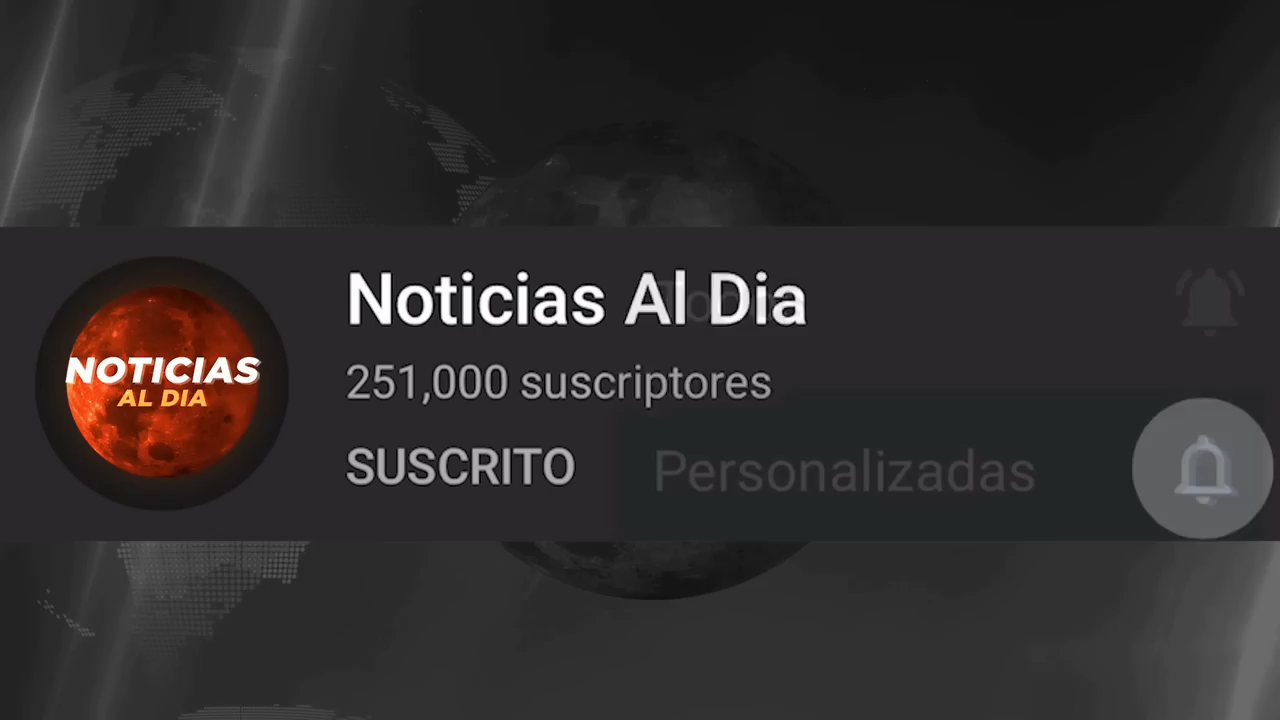 NOTICIAS
AL DIA
Noticias Al Dia
251,000 suscriptores
SUSCRITO
Personalizadas